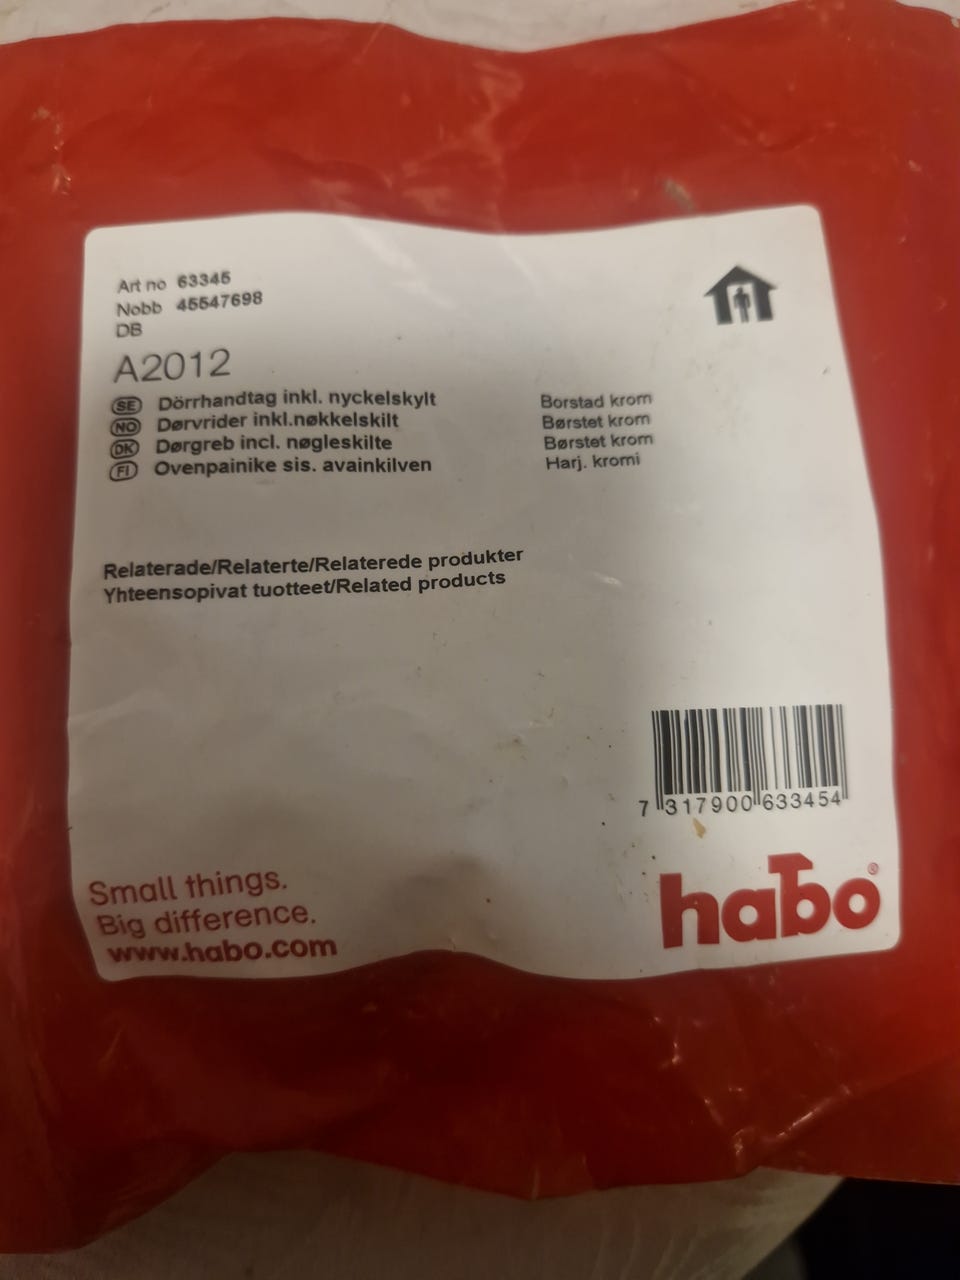 Art no 63345
Nobb 45547698
DB
A2012
SE Dörrhandtag inkl. nyckelskylt Borstad krom
NO Dørvrider inkl.nøkkelskilt Børstet krom
DK Dørgreb incl. nøgleskilte Børstet krom
FI Ovenpainike sis. avainkilven Harj. kromi
Relaterade/Relaterte/Relaterede produkter
Yhteensopivat tuotteet/Related products
7 317900 633454
Small things.
Big difference.
www.habo.com
habo®